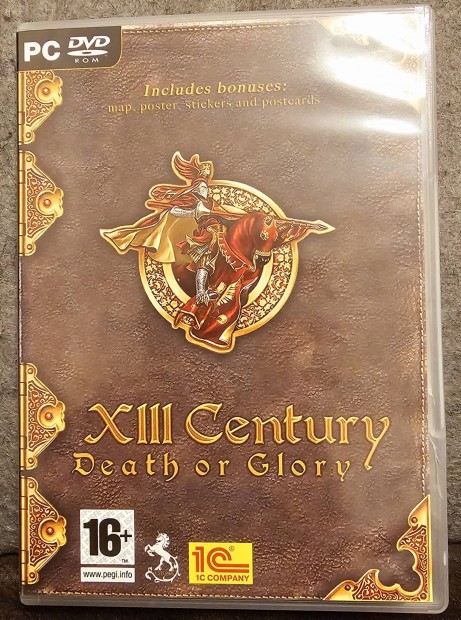 PC DVD
ROM
Includes bonuses:
map, poster, stickers and postcards
XIII Century
Death or Glory
16+
™
www.pegi.info
1C®
1C COMPANY